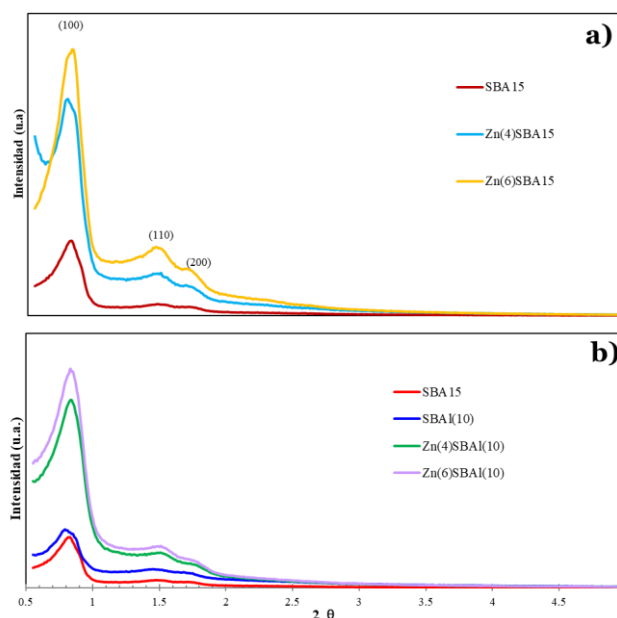 (100)
a)
SBA15
Zn(4)SBA15
Zn(6)SBA15
(110)
(200)
Intensidad (u.a)
b)
SBA15
SBAl(10)
Zn(4)SBAl(10)
Zn(6)SBAl(10)
Intensidad (u.a.)
0.5 1 1.5 2 2.5 3 3.5 4 4.5
2 θ